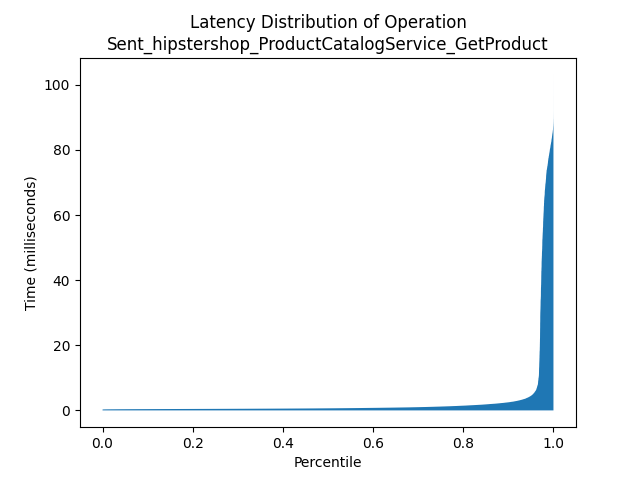 Latency Distribution of Operation
Sent_hipstershop_ProductCatalogService_GetProduct
100
80
60
40
20
0
Time (milliseconds)
0.0 0.2 0.4 0.6 0.8 1.0
Percentile